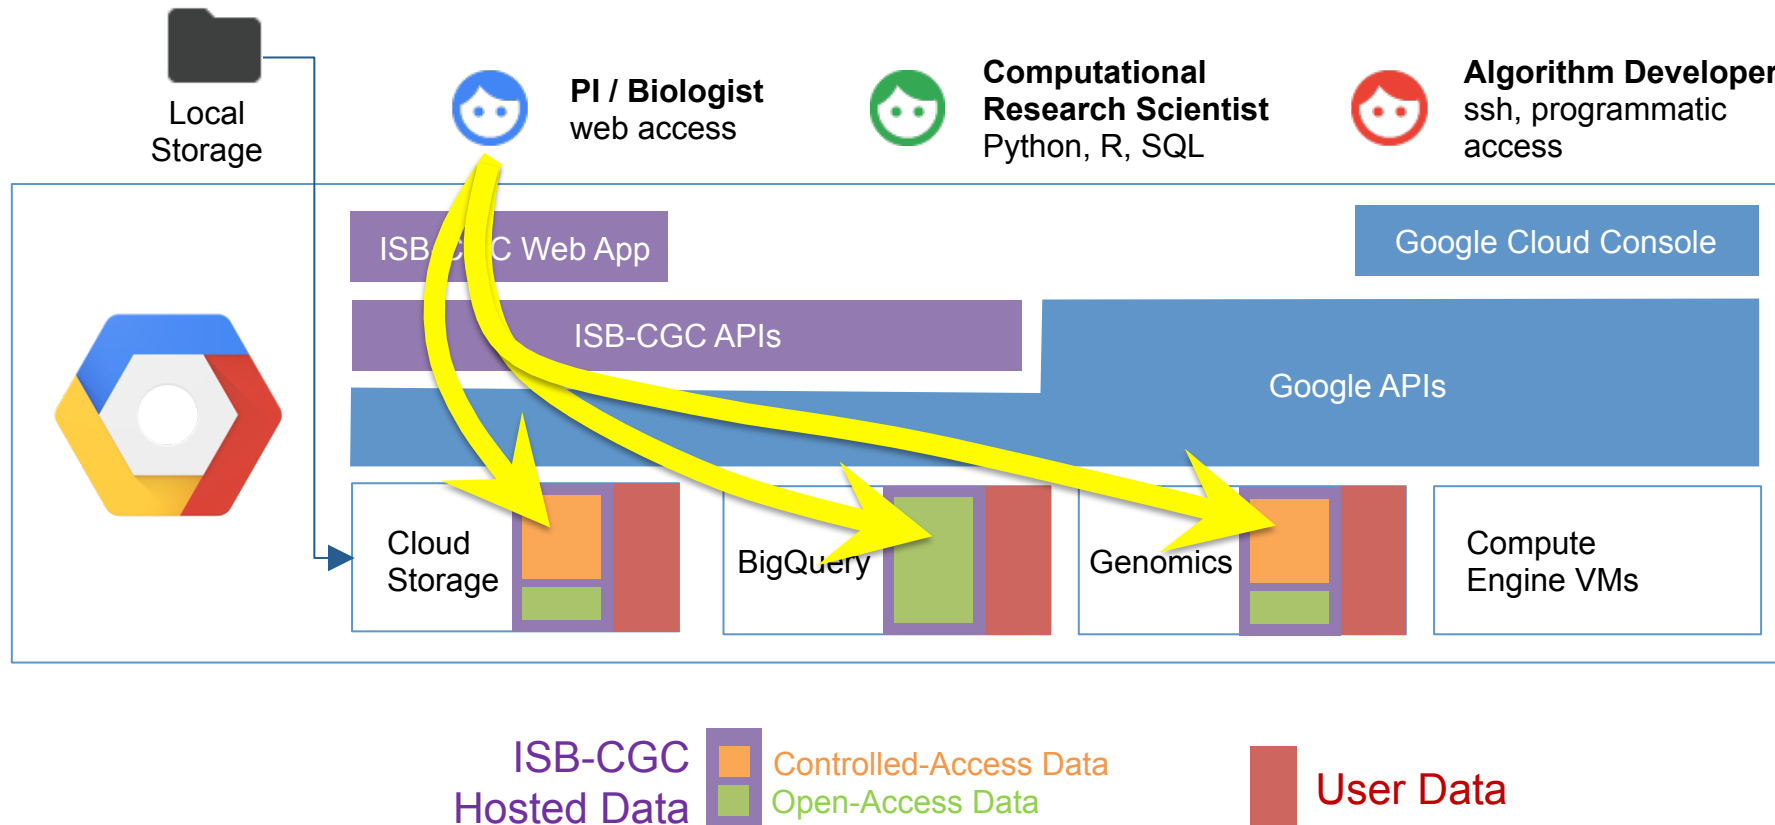 Local
Storage
PI / Biologist
web access
Computational
Research Scientist
Python, R, SQL
Algorithm Developer
ssh, programmatic
access
ISB-CGC Web App
Google Cloud Console
ISB-CGC APIs
Google APIs
Cloud
Storage
BigQuery
Genomics
Compute
Engine VMs
ISB-CGC
Hosted Data
Controlled-Access Data
Open-Access Data
User Data